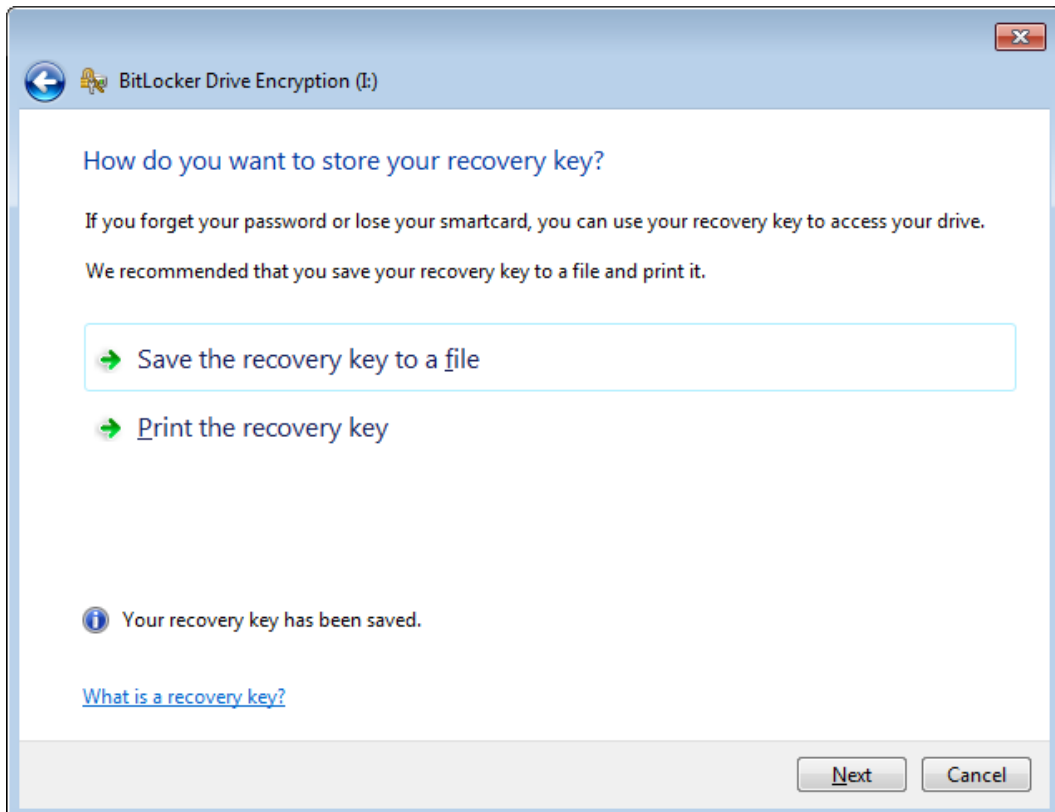 BitLocker Drive Encryption (I:)
How do you want to store your recovery key?
If you forget your password or lose your smartcard, you can use your recovery key to access your drive.
We recommended that you save your recovery key to a file and print it.
Save the recovery key to a file
Print the recovery key
Your recovery key has been saved.
What is a recovery key?
Next Cancel